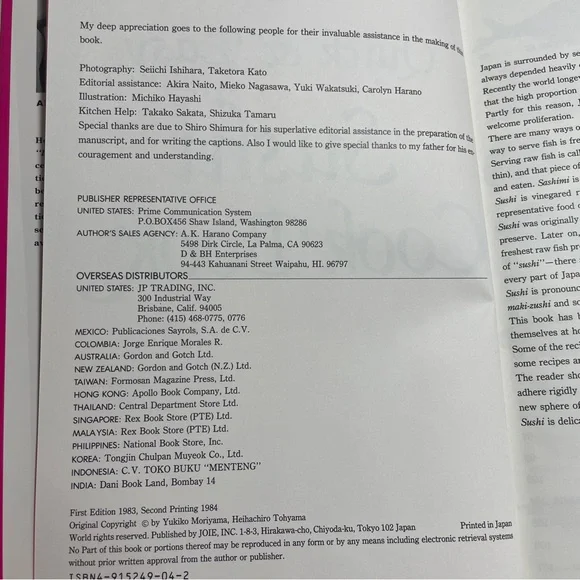 My deep appreciation goes to the following people for their invaluable assistance in the making of this
book.
Photography: Seiichi Ishihara, Taketora Kato
Editorial assistance: Akira Naito, Mieko Nagasawa, Yuki Wakatsuki, Carolyn Harano
Illustration: Michiko Hayashi
Kitchen Help: Takako Sakata, Shizuka Tamaru
Special thanks are due to Shiro Shimura for his superlative editorial assistance in the preparation of the
manuscript, and for writing the captions. Also I would like to give special thanks to my father for his en-
couragement and understanding.
PUBLISHER REPRESENTATIVE OFFICE
UNITED STATES: Prime Communication System
P.O.BOX456 Shaw Island, Washington 98286
AUTHOR'S SALES AGENCY: A.K. Harano Company
5498 Dirk Circle, La Palma, CA 90623
D & BH Enterprises
94-443 Kahuanani Street Waipahu, HI. 96797
OVERSEAS DISTRIBUTORS
UNITED STATES: JP TRADING, INC.
300 Industrial Way
Brisbane, Calif. 94005
Phone: (415) 468-0775, 0776
MEXICO: Publicaciones Sayrols, S.A. de C.V.
COLOMBIA: Jorge Enrique Morales R.
AUSTRALIA: Gordon and Gotch Ltd.
NEW ZEALAND: Gordon and Gotch (N.Z.) Ltd.
TAIWAN: Formosan Magazine Press, Ltd.
HONG KONG: Apollo Book Company, Ltd.
THAILAND: Central Department Store Ltd.
SINGAPORE: Rex Book Store (PTE) Ltd.
MALAYSIA: Rex Book Store (PTE) Ltd.
PHILIPPINES: National Book Store, Inc.
KOREA: Tongjin Chulpan Muyeok Co., Ltd.
INDONESIA: C.V. TOKO BUKU "MENTENG"
INDIA: Dani Book Land, Bombay 14
First Edition 1983, Second Printing 1984
Original Copyright © by Yukiko Moriyama, Heihachiro Tohyama
World rights reserved. Published by JOIE, INC. 1-8-3, Hirakawa-cho, Chiyoda-ku, Tokyo 102 Japan Printed in Japan
No Part of this book or portions thereof may be reproduced in any form or by any means including electronic retrieval systems
without prior written approval from the author or publisher.
ISBN4-915249-04-2
Japan is surrounded by
always depended heavily
Recently the world
that the high proportion
Partly for this reason,
welcome proliferation.
There are many ways
way to serve fish is
Serving raw fish is
thin), and that piece of
and eaten. Sashimi is
Sushi is vinegared
representative food
Sushi was originally
preserve. Later on,
freshest raw fish
of "sushi"—there
every part of Japan
Sushi is
maki-zushi and
This book has
themselves at
Some of the
some recipes
The reader
adhere rigidly
new sphere of
Sushi is